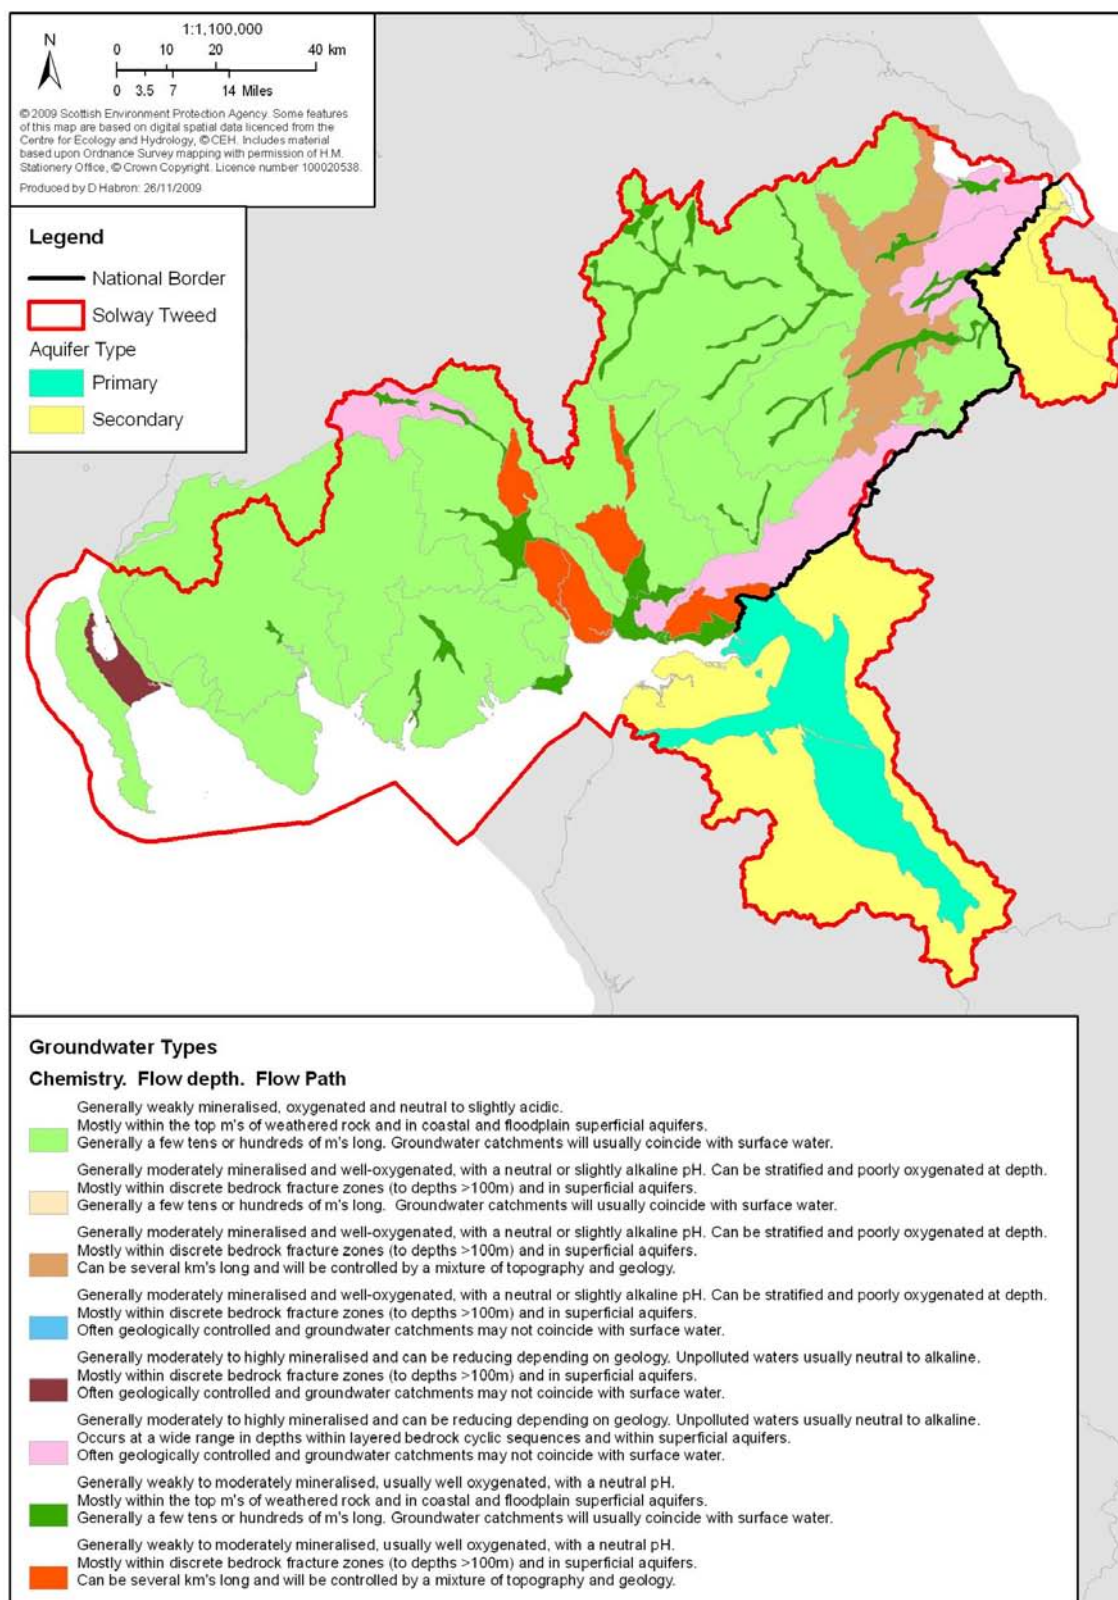 1:1,100,000
N
0 10 20 40 km
0 3.5 7 14 Miles
© 2009 Scottish Environment Protection Agency. Some features
of this map are based on digital spatial data licenced from the
Centre for Ecology and Hydrology, © CEH. Includes material
based upon Ordnance Survey mapping with permission of H.M.
Stationery Office, © Crown Copyright. Licence number 100020538.
Produced by D Habron: 26/11/2009
Legend
National Border
Solway Tweed
Aquifer Type
Primary
Secondary
Groundwater Types
Chemistry. Flow depth. Flow Path
Generally weakly mineralised, oxygenated and neutral to slightly acidic.
Mostly within the top m's of weathered rock and in coastal and floodplain superficial aquifers.
Generally a few tens or hundreds of m's long. Groundwater catchments will usually coincide with surface water.
Generally moderately mineralised and well-oxygenated, with a neutral or slightly alkaline pH. Can be stratified and poorly oxygenated at depth.
Mostly within discrete bedrock fracture zones (to depths >100m) and in superficial aquifers.
Generally a few tens or hundreds of m's long. Groundwater catchments will usually coincide with surface water.
Generally moderately mineralised and well-oxygenated, with a neutral or slightly alkaline pH. Can be stratified and poorly oxygenated at depth.
Mostly within discrete bedrock fracture zones (to depths >100m) and in superficial aquifers.
Can be several km's long and will be controlled by a mixture of topography and geology.
Generally moderately mineralised and well-oxygenated, with a neutral or slightly alkaline pH. Can be stratified and poorly oxygenated at depth.
Mostly within discrete bedrock fracture zones (to depths >100m) and in superficial aquifers.
Often geologically controlled and groundwater catchments may not coincide with surface water.
Generally moderately to highly mineralised and can be reducing depending on geology. Unpolluted waters usually neutral to alkaline.
Mostly within discrete bedrock fracture zones (to depths >100m) and in superficial aquifers.
Often geologically controlled and groundwater catchments may not coincide with surface water.
Generally moderately to highly mineralised and can be reducing depending on geology. Unpolluted waters usually neutral to alkaline.
Occurs at a wide range in depths within layered bedrock cyclic sequences and within superficial aquifers.
Often geologically controlled and groundwater catchments may not coincide with surface water.
Generally weakly to moderately mineralised, usually well oxygenated, with a neutral pH.
Mostly within the top m's of weathered rock and in coastal and floodplain superficial aquifers.
Generally a few tens or hundreds of m's long. Groundwater catchments will usually coincide with surface water.
Generally weakly to moderately mineralised, usually well oxygenated, with a neutral pH.
Mostly within discrete bedrock fracture zones (to depths >100m) and in superficial aquifers.
Can be several km's long and will be controlled by a mixture of topography and geology.